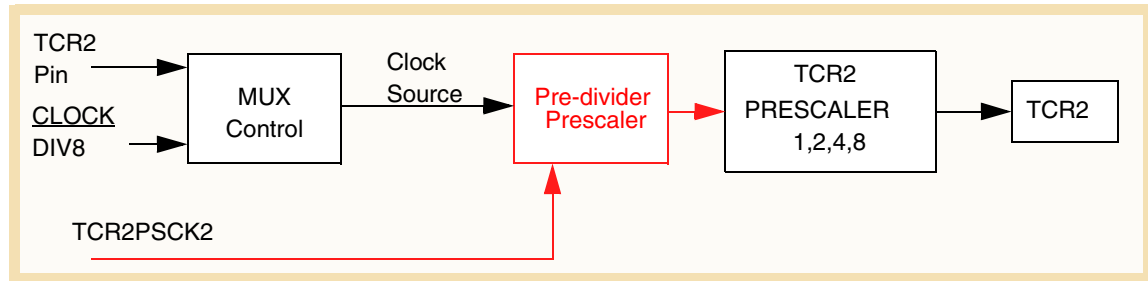 TCR2
Pin
CLOCK
DIV8
MUX
Control
Clock
Source
Pre-divider
Prescaler
TCR2
PRESCALER
1,2,4,8
TCR2
TCR2PSCK2